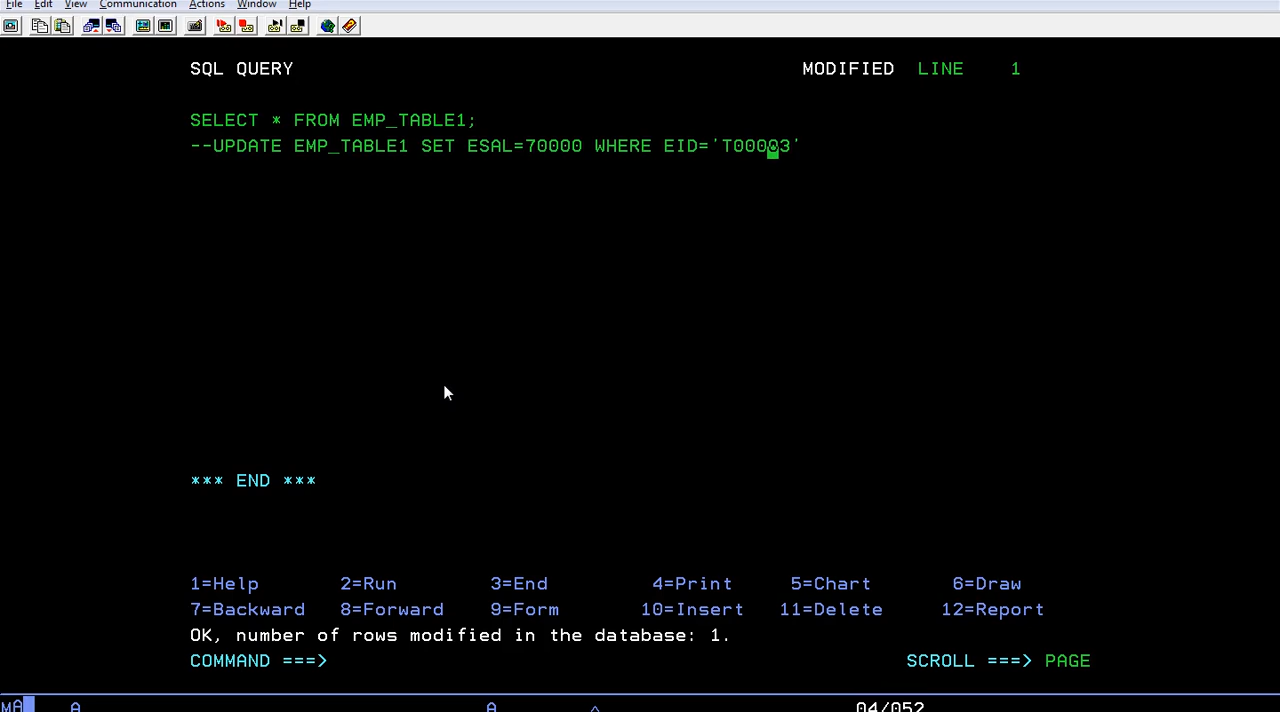 File Edit View Communication Actions Window Help
SQL QUERY MODIFIED LINE 1
SELECT * FROM EMP_TABLE1;
--UPDATE EMP_TABLE1 SET ESAL=70000 WHERE EID='T00003'
*** END ***
1=Help 2=Run 3=End 4=Print 5=Chart 6=Draw
7=Backward 8=Forward 9=Form 10=Insert 11=Delete 12=Report
OK, number of rows modified in the database: 1.
COMMAND ===> SCROLL ===> PAGE
MA A A ^ 04/052